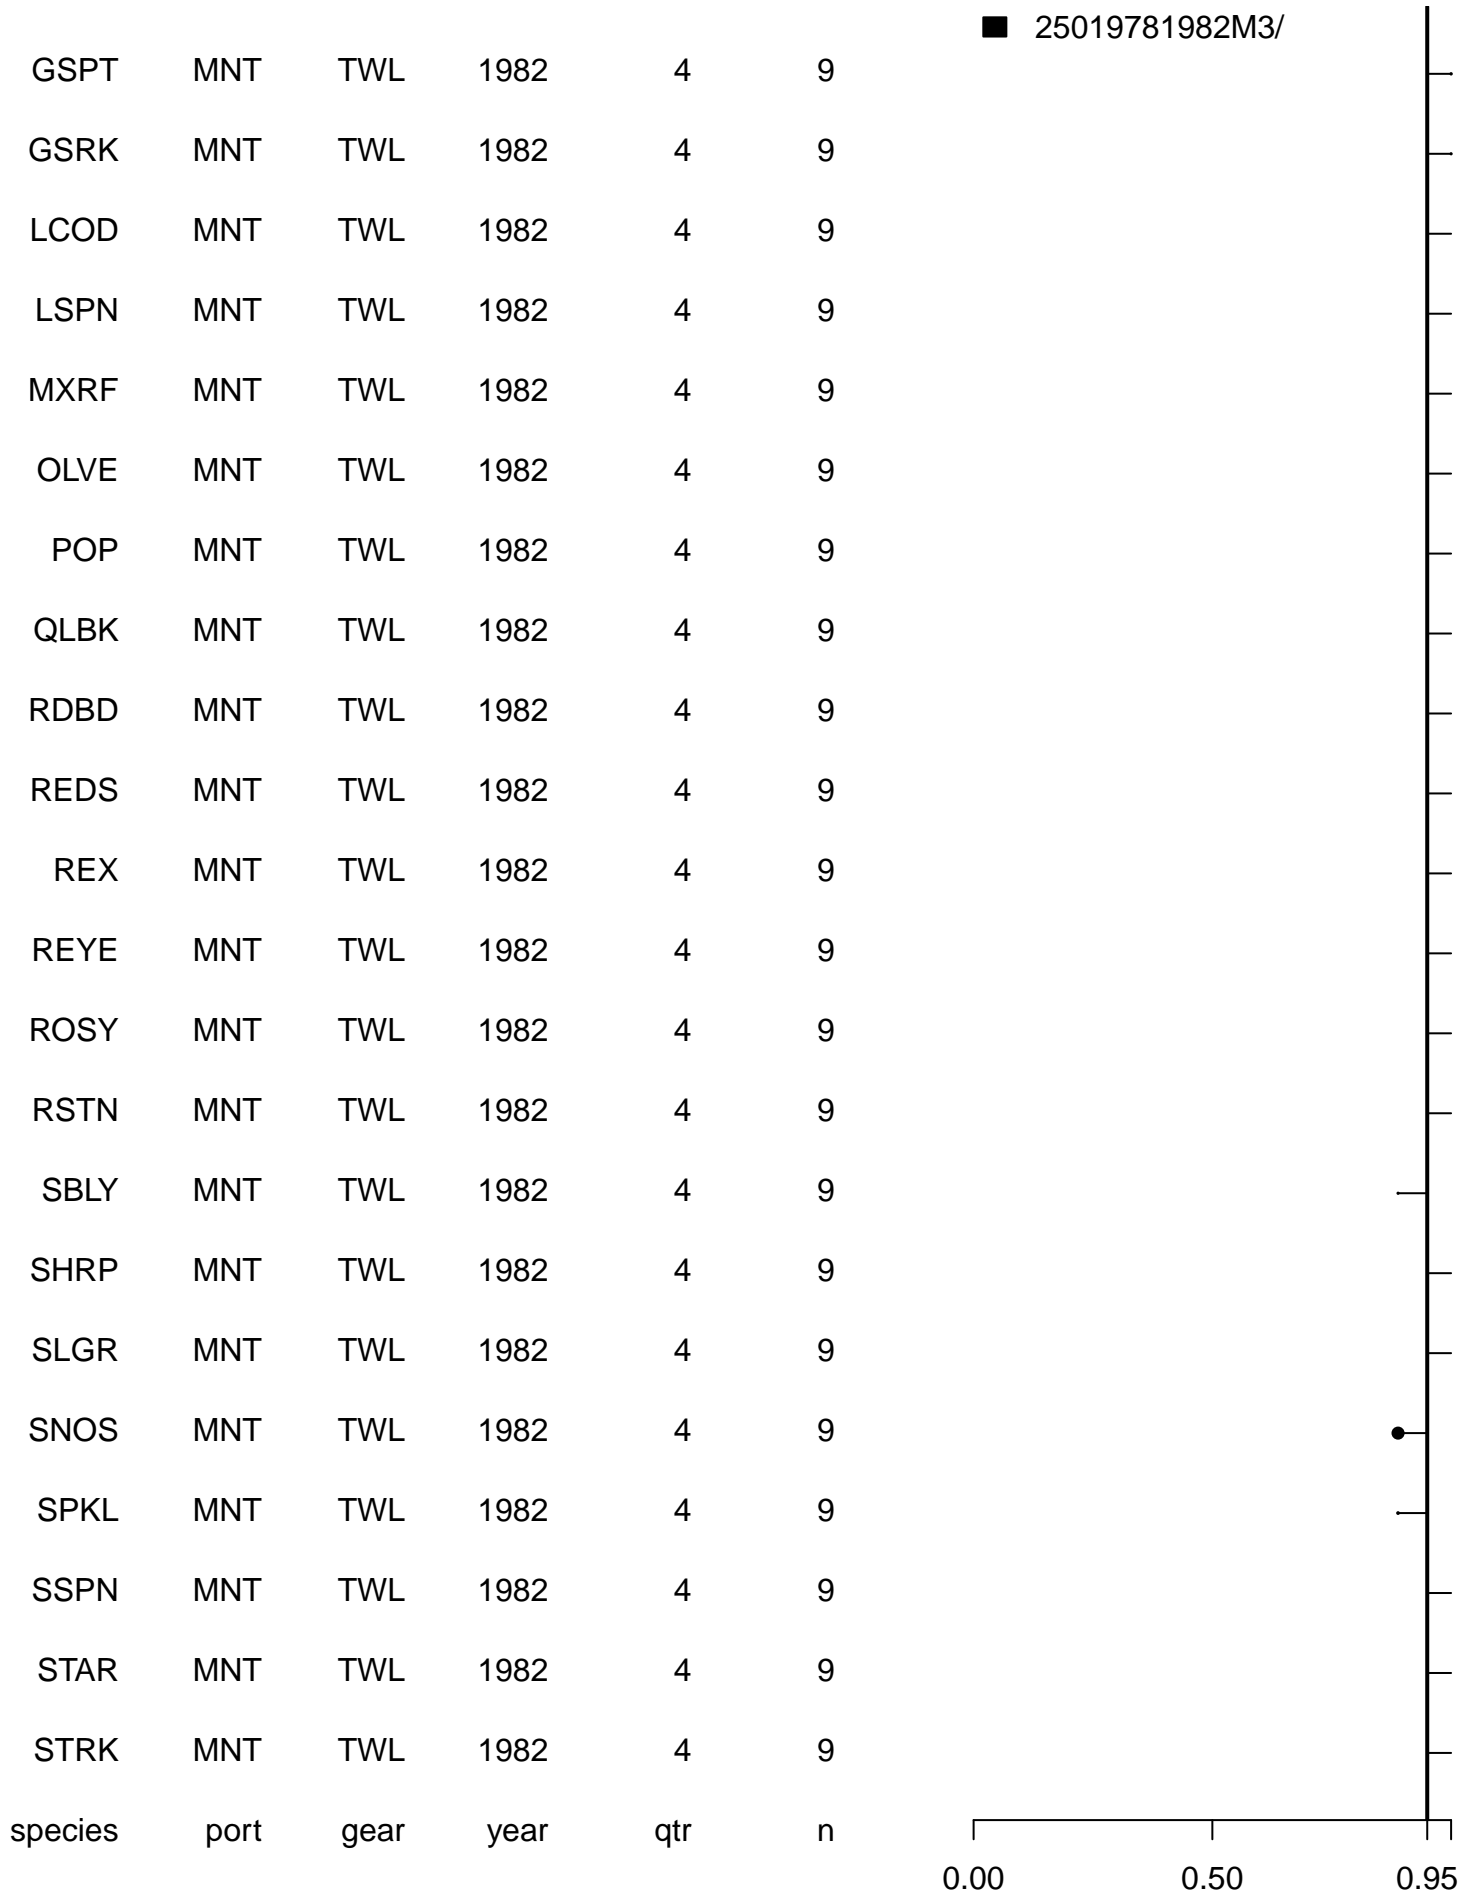 25019781982M3/
GSPT MNT TWL 1982 4 9
GSRK MNT TWL 1982 4 9
LCOD MNT TWL 1982 4 9
LSPN MNT TWL 1982 4 9
MXRF MNT TWL 1982 4 9
OLVE MNT TWL 1982 4 9
POP MNT TWL 1982 4 9
QLBK MNT TWL 1982 4 9
RDBD MNT TWL 1982 4 9
REDS MNT TWL 1982 4 9
REX MNT TWL 1982 4 9
REYE MNT TWL 1982 4 9
ROSY MNT TWL 1982 4 9
RSTN MNT TWL 1982 4 9
SBLY MNT TWL 1982 4 9
SHRP MNT TWL 1982 4 9
SLGR MNT TWL 1982 4 9
SNOS MNT TWL 1982 4 9
SPKL MNT TWL 1982 4 9
SSPN MNT TWL 1982 4 9
STAR MNT TWL 1982 4 9
STRK MNT TWL 1982 4 9
species port gear year qtr n
0.00 0.50 0.95